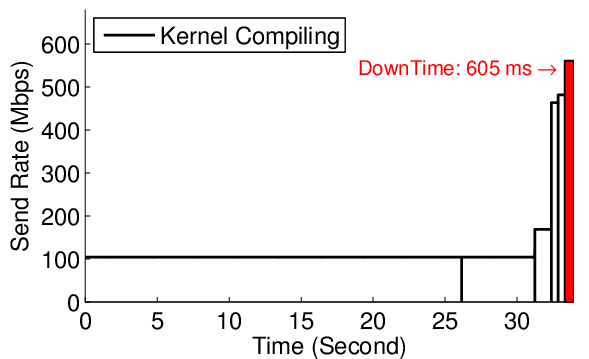 Kernel Compiling
DownTime: 605 ms →
Send Rate (Mbps)
600
500
400
300
200
100
0
0 5 10 15 20 25 30
Time (Second)